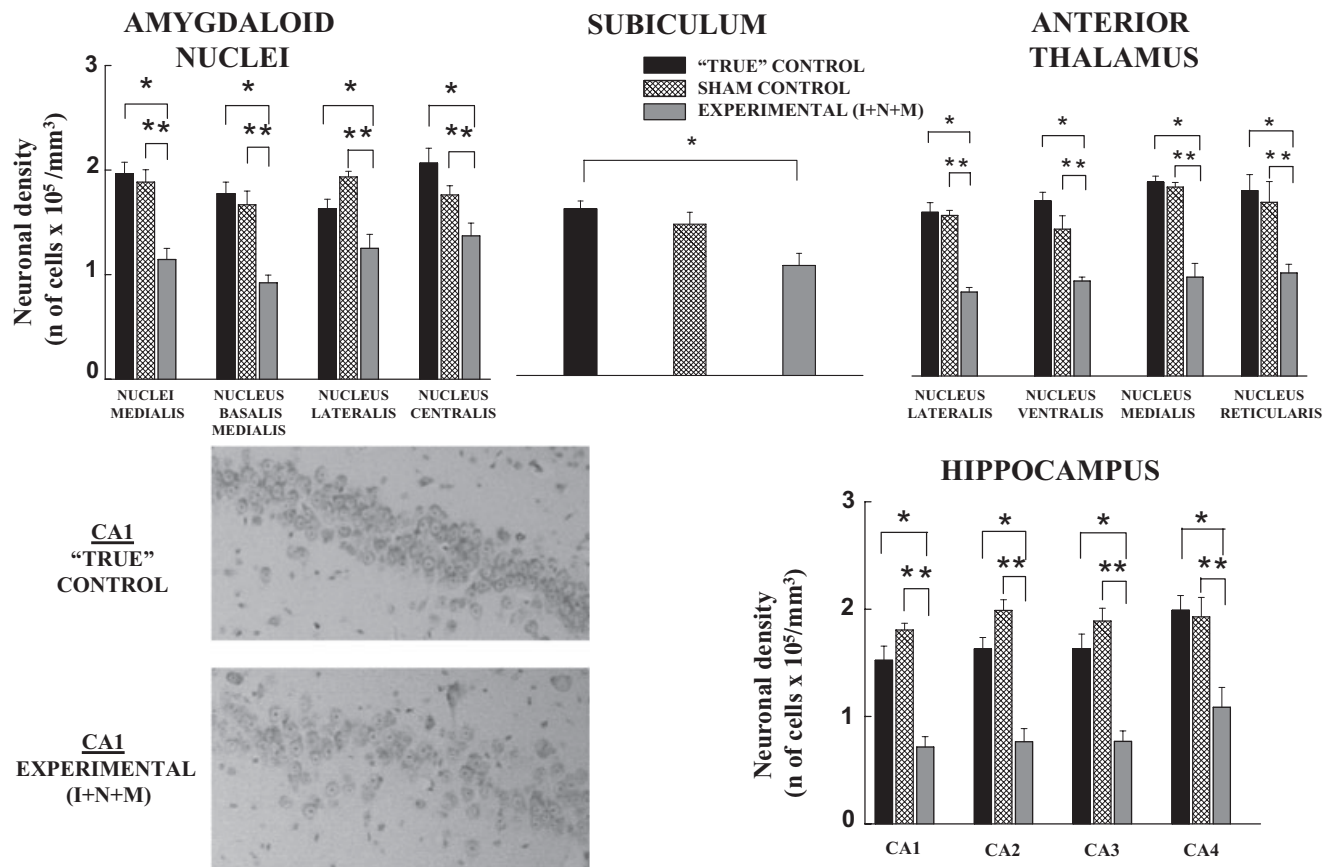 AMYGDALOID
NUCLEI
SUBICULUM
ANTERIOR
THALAMUS
"TRUE" CONTROL
SHAM CONTROL
EXPERIMENTAL (I+N+M)
Neuronal density
(n of cells x 10⁵/mm³)
3
2
1
0
*
**
*
**
*
**
*
**
NUCLEI
MEDIALIS
NUCLEUS
BASALIS
MEDIALIS
NUCLEUS
LATERALIS
NUCLEUS
CENTRALIS
*
*
**
*
**
*
**
*
**
NUCLEUS
LATERALIS
NUCLEUS
VENTRALIS
NUCLEUS
MEDIALIS
NUCLEUS
RETICULARIS
CA1
"TRUE"
CONTROL
CA1
EXPERIMENTAL
(I+N+M)
HIPPOCAMPUS
Neuronal density
(n of cells x 10⁵/mm³)
3
2
1
0
*
**
*
**
*
**
*
**
CA1
CA2
CA3
CA4